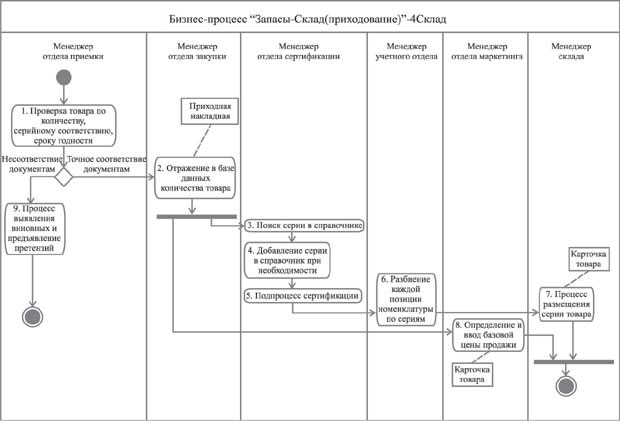 Бизнес-процесс “Запасы-Склад(приходование)”-4Склад
Менеджер
отдела приемки
Менеджер
отдела закупки
Менеджер
отдела сертификации
Менеджер
учетного отдела
Менеджер
отдела маркетинга
Менеджер
склада
1. Проверка товара по
количеству,
серийному соответствию,
сроку годности
Несоответствие
документам
Точное соответствие
документам
9. Процесс
выявления
виновных и
предъявление
претензий
Приходная
накладная
2. Отражение в базе
данных
количества товара
3. Поиск серии в справочнике
4. Добавление серии
в справочник при
необходимости
5. Подпроцесс сертификации
6. Разбиение
каждой
позиции
номенклатуры
по сериям
Карточка
товара
7. Процесс
размещения
серии товара
8. Определение и
ввод базовой
цены продажи
Карточка
товара